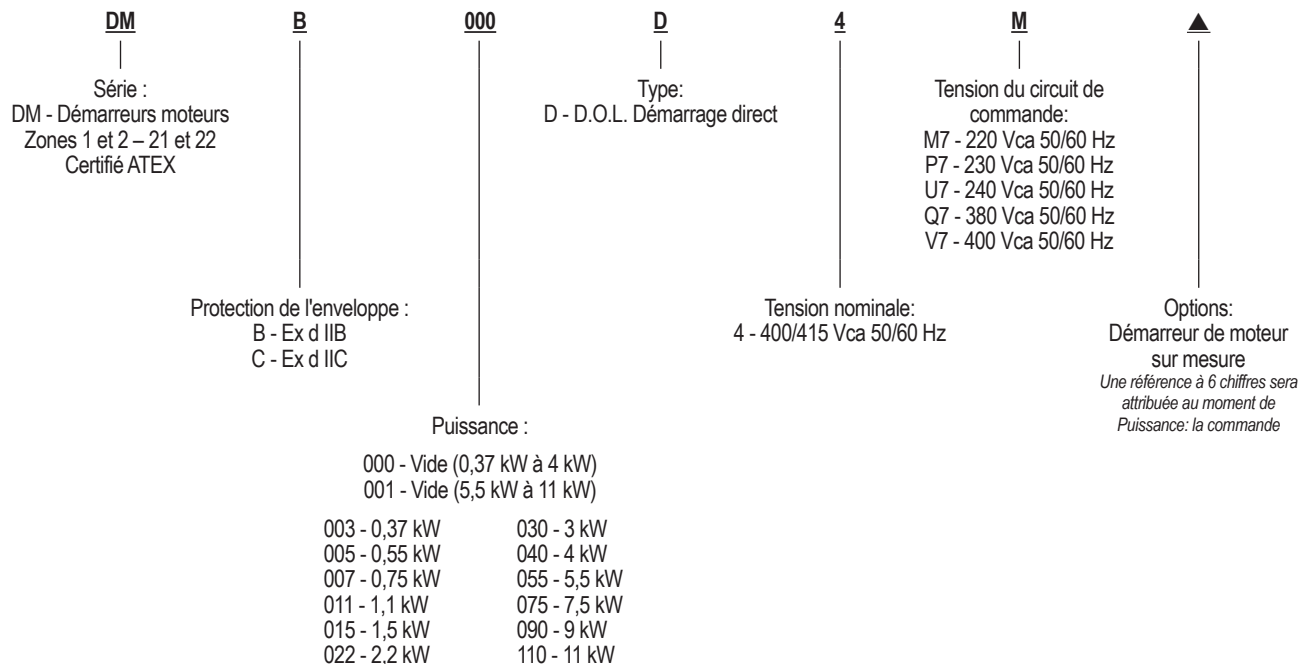 DM B 000 D 4 M ▲
Série :
DM - Démarreurs moteurs
Zones 1 et 2 – 21 et 22
Certifié ATEX
Type:
D - D.O.L. Démarrage direct
Tension du circuit de
commande:
M7 - 220 Vca 50/60 Hz
P7 - 230 Vca 50/60 Hz
U7 - 240 Vca 50/60 Hz
Q7 - 380 Vca 50/60 Hz
V7 - 400 Vca 50/60 Hz
Protection de l'enveloppe :
B - Ex d IIB
C - Ex d IIC
Tension nominale:
4 - 400/415 Vca 50/60 Hz
Options:
Démarreur de moteur
sur mesure
Une référence à 6 chiffres sera
attribuée au moment de
Puissance: la commande
Puissance :
000 - Vide (0,37 kW à 4 kW)
001 - Vide (5,5 kW à 11 kW)
003 - 0,37 kW
005 - 0,55 kW
007 - 0,75 kW
011 - 1,1 kW
015 - 1,5 kW
022 - 2,2 kW
030 - 3 kW
040 - 4 kW
055 - 5,5 kW
075 - 7,5 kW
090 - 9 kW
110 - 11 kW